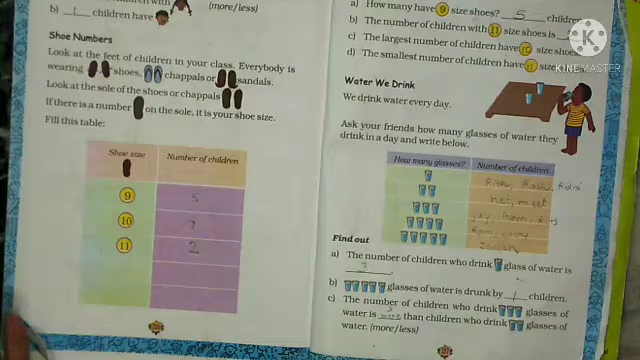 b) 1 children have
(more/less)
Shoe Numbers
Look at the feet of children in your class. Everybody is
wearing shoes, chappals or sandals.
Look at the sole of the shoes or chappals
If there is a number on the sole, it is your shoe size.
Fill this table:
Shoe size Number of children
9 5
10 7
11 2
a) How many have 9 size shoes? 5 children
b) The number of children with 11 size shoes is
c) The largest number of children have 10 size shoes
d) The smallest number of children have 11 size
KINEMASTER
Water We Drink
We drink water every day.
Ask your friends how many glasses of water they
drink in a day and write below.
How many glasses? Number of children
Find out
a) The number of children who drink glass of water is
3
b) glasses of water is drunk by 1 children.
c) The number of children who drink glasses of
water is more than children who drink glasses of
water. (more/less)